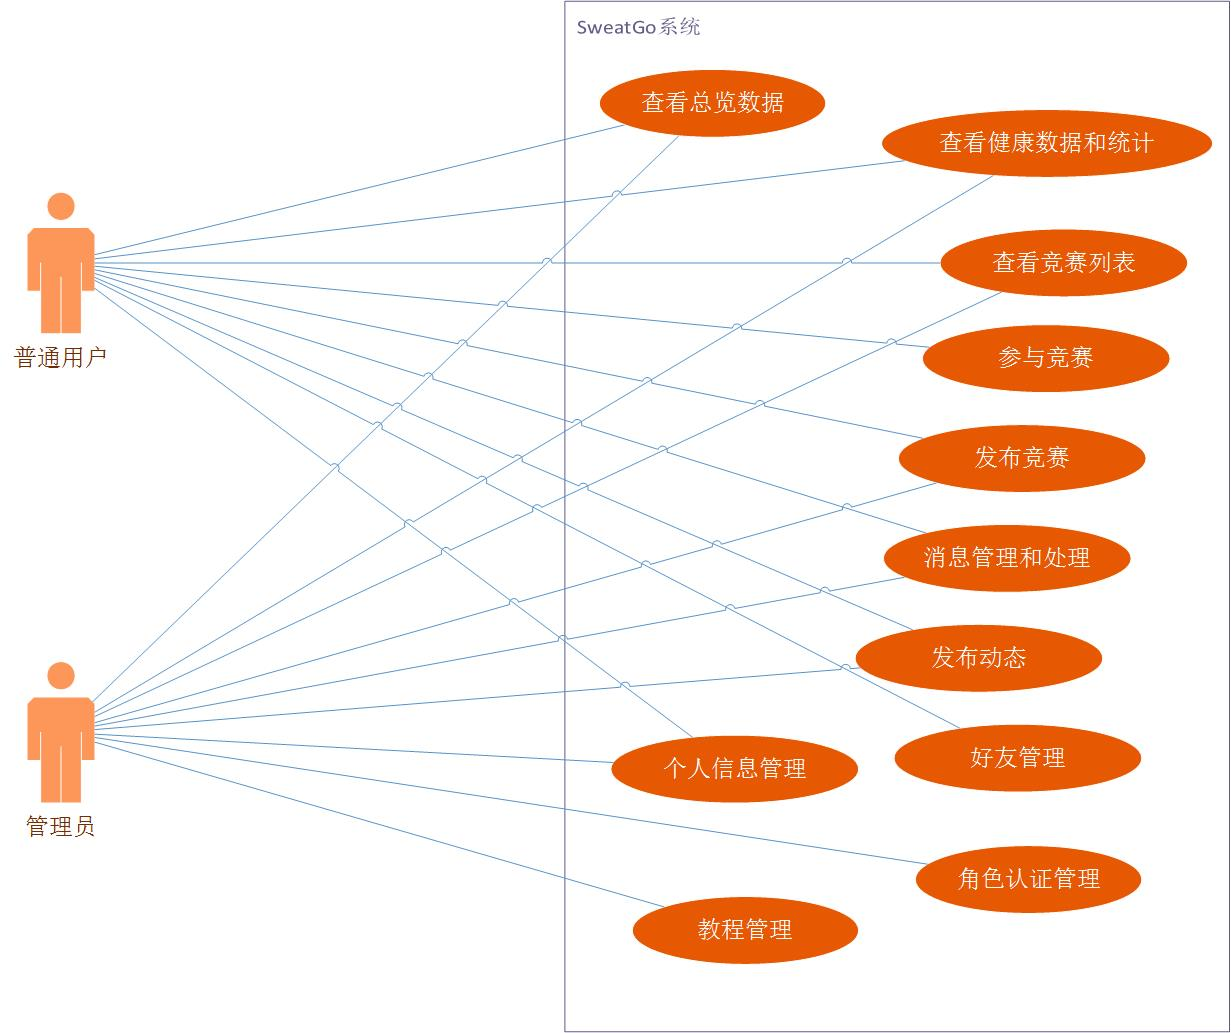 SweatGo系统
查看总览数据
查看健康数据和统计
查看竞赛列表
普通用户
参与竞赛
发布竞赛
消息管理和处理
发布动态
好友管理
个人信息管理
管理员
角色认证管理
教程管理